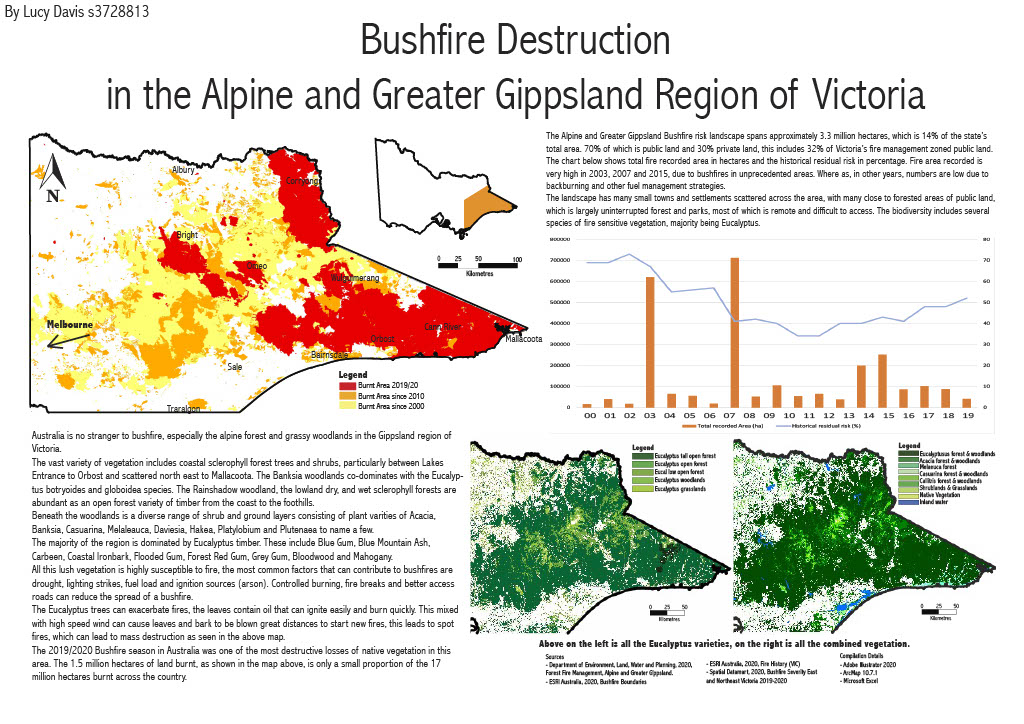 By Lucy Davis s3728813
Bushfire Destruction
in the Alpine and Greater Gippsland Region of Victoria
Albury
Corryong
N
Bright
Omeo
Wulgulmerang
Melbourne
Cann River
Orbost
Mallacoota
Bairnsdale
Sale
Traralgon
0 25 50 100
Kilometres
Legend
Burnt Area 2019/20
Burnt Area since 2010
Burnt Area since 2000
The Alpine and Greater Gippsland Bushfire risk landscape spans approximately 3.3 million hectares, which is 14% of the state's
total area. 70% of which is public land and 30% private land, this includes 32% of Victoria's fire management zoned public land.
The chart below shows total fire recorded area in hectares and the historical residual risk in percentage. Fire area recorded is
very high in 2003, 2007 and 2015, due to bushfires in unprecedented areas. Where as, in other years, numbers are low due to
backburning and other fuel management strategies.
The landscape has many small towns and settlements scattered across the area, with many close to forested areas of public land,
which is largely uninterrupted forest and parks, most of which is remote and difficult to access. The biodiversity includes several
species of fire sensitive vegetation, majority being Eucalyptus.
800000 80
700000 70
600000 60
500000 50
400000 40
300000 30
200000 20
100000 10
0 0
00 01 02 03 04 05 06 07 08 09 10 11 12 13 14 15 16 17 18 19
Total recorded Area (ha) Historical residual risk (%)
Australia is no stranger to bushfire, especially the alpine forest and grassy woodlands in the Gippsland region of
Victoria.
The vast variety of vegetation includes coastal sclerophyll forest trees and shrubs, particularly between Lakes
Entrance to Orbost and scattered north east to Mallacoota. The Banksia woodlands co-dominates with the Eucalyp-
tus botryoides and globoidea species. The Rainshadow woodland, the lowland dry, and wet sclerophyll forests are
abundant as an open forest variety of timber from the coast to the foothills.
Beneath the woodlands is a diverse range of shrub and ground layers consisting of plant varities of Acacia,
Banksia, Casuarina, Melaleauca, Daviesia, Hakea, Platylobium and Plutenaea to name a few.
The majority of the region is dominated by Eucalyptus timber. These include Blue Gum, Blue Mountain Ash,
Carbeen, Coastal Ironbark, Flooded Gum, Forest Red Gum, Grey Gum, Bloodwood and Mahogany.
All this lush vegetation is highly susceptible to fire, the most common factors that can contribute to bushfires are
drought, lighting strikes, fuel load and ignition sources (arson). Controlled burning, fire breaks and better access
roads can reduce the spread of a bushfire.
The Eucalyptus trees can exacerbate fires, the leaves contain oil that can ignite easily and burn quickly. This mixed
with high speed wind can cause leaves and bark to be blown great distances to start new fires, this leads to spot
fires, which can lead to mass destruction as seen in the above map.
The 2019/2020 Bushfire season in Australia was one of the most destructive losses of native vegetation in this
area. The 1.5 million hectares of land burnt, as shown in the map above, is only a small proportion of the 17
million hectares burnt across the country.
Legend
Eucalyptus tall open forest
Eucalyptus open forest
Eucal low open forest
Eucalyptus woodlands
Eucalyptus grasslands
0 25 50
Kilometres
Legend
Eucalyptusus forest & woodlands
Acacia forest & woodlands
Melaleuca forest
Casuarina forest & woodlands
Callitris forest & woodlands
Shrublands & Grasslands
Native Vegetation
Inland water
0 25 50
Kilometres
Above on the left is all the Eucalyptus varieties, on the right is all the combined vegetation.
Sources
- Department of Environment, Land, Water and Planning, 2020,
Forest Fire Management, Alpine and Greater Gippsland.
- ESRI Australia, 2020, Bushfire Boundaries
- ESRI Australia, 2020, Fire History (VIC)
- Spatial Datamart, 2020, Bushfire Severity East
and Northeast Victoria 2019-2020
Compilation Details
- Adobe Illustrator 2020
- ArcMap 10.7.1
- Microsoft Excel